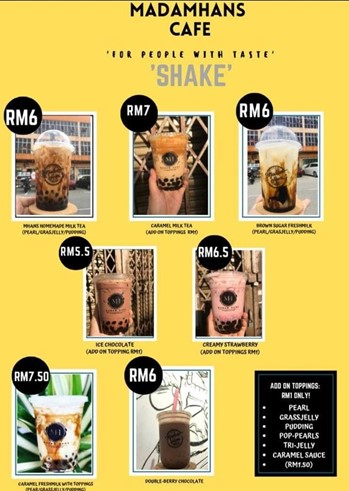 MADAMHANS
CAFE
'FOR PEOPLE WITH TASTE'
'SHAKE'
RM6
RM7
RM6
MHANS HOMEMADE MILK TEA
(PEARL/GRASJELLY/PUDDING)
CARAMEL MILK TEA
(ADD ON TOPPINGS RM1)
BROWN SUGAR FRESHMILK
(PEARL/GRASJELLY/PUDDING)
RM5.5
RM6.5
ICE CHOCOLATE
(ADD ON TOPPING RM1)
CREAMY STRAWBERRY
(ADD ON TOPPINGS RM1)
RM7.50
RM6
CARAMEL FRESHMILK WITH TOPPINGS
(PEARL/GRASJELLY/PUDDING)
DOUBLE-BERRY CHOCOLATE
ADD ON TOPPINGS:
RM1 ONLY!
• PEARL
• GRASSJELLY
• PUDDING
• POP-PEARLS
• TRI-JELLY
• CARAMEL SAUCE
• (RM1.50)